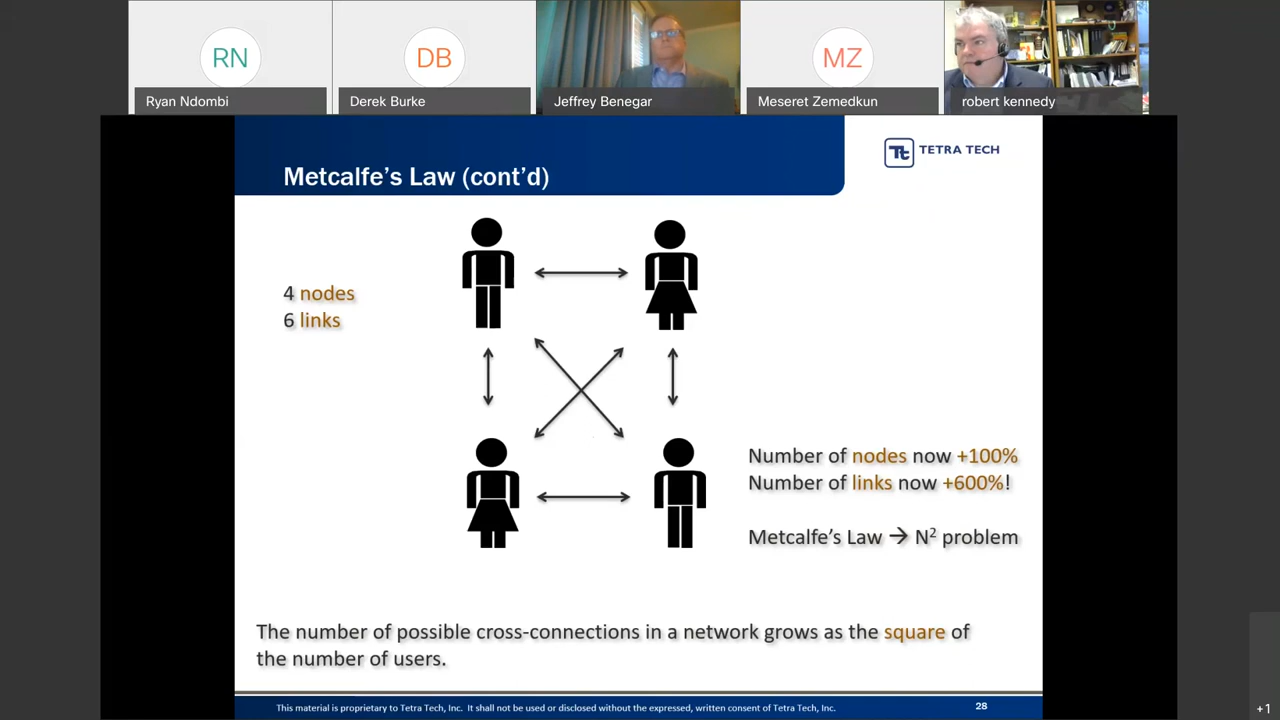 RN
DB
MZ
Ryan Ndombi
Derek Burke
Jeffrey Benegar
Meseret Zemedkun
robert kennedy
Metcalfe’s Law (cont’d)
Tt TETRA TECH
4 nodes
6 links
Number of nodes now +100%
Number of links now +600%!
Metcalfe’s Law → N² problem
The number of possible cross-connections in a network grows as the square of
the number of users.
This material is proprietary to Tetra Tech, Inc. It shall not be used or disclosed without the expressed, written consent of Tetra Tech, Inc.
28
+1